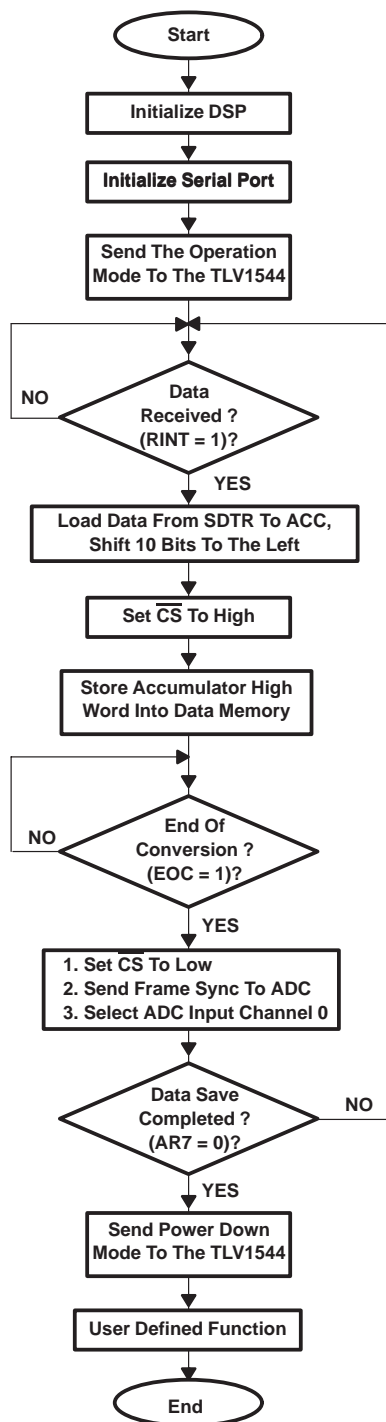 Start
Initialize DSP
Initialize Serial Port
Send The Operation
Mode To The TLV1544
NO
Data
Received ?
(RINT = 1)?
YES
Load Data From SDTR To ACC,
Shift 10 Bits To The Left
Set C̅S̅ To High
Store Accumulator High
Word Into Data Memory
NO
End Of
Conversion ?
(EOC = 1)?
YES
1. Set C̅S̅ To Low
2. Send Frame Sync To ADC
3. Select ADC Input Channel 0
Data Save
Completed ?
(AR7 = 0)?
NO
YES
Send Power Down
Mode To The TLV1544
User Defined Function
End